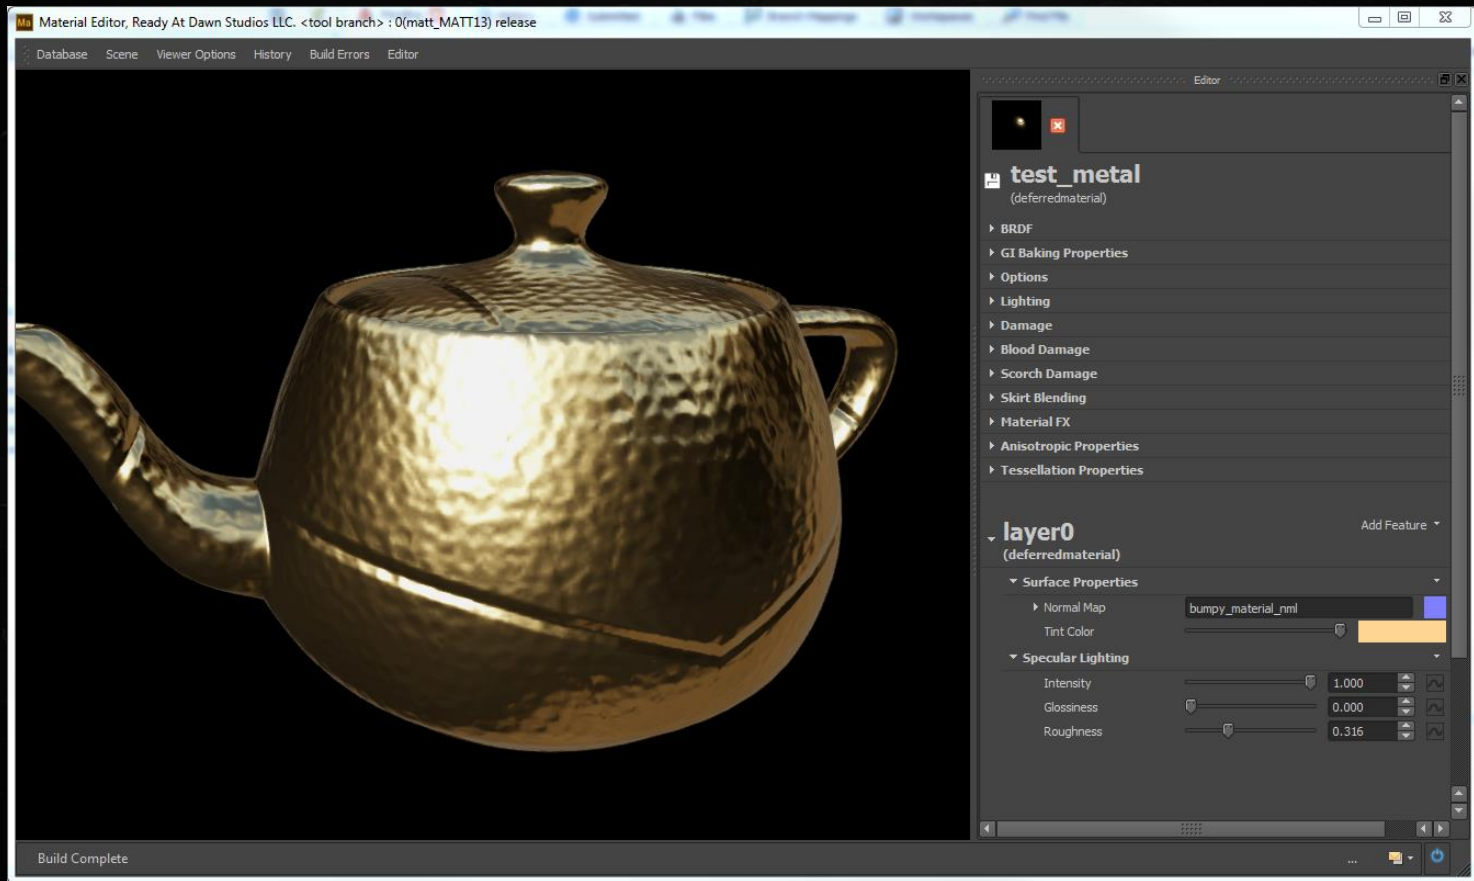 Ma Material Editor, Ready At Dawn Studios LLC. <tool branch> : 0(matt_MATT13) release
Database Scene Viewer Options History Build Errors Editor
Editor
test_metal
(deferredmaterial)
BRDF
GI Baking Properties
Options
Lighting
Damage
Blood Damage
Scorch Damage
Skirt Blending
Material FX
Anisotropic Properties
Tessellation Properties
layer0 Add Feature
(deferredmaterial)
Surface Properties
Normal Map bumpy_material_nml
Tint Color
Specular Lighting
Intensity 1.000
Glossiness 0.000
Roughness 0.316
Build Complete ...